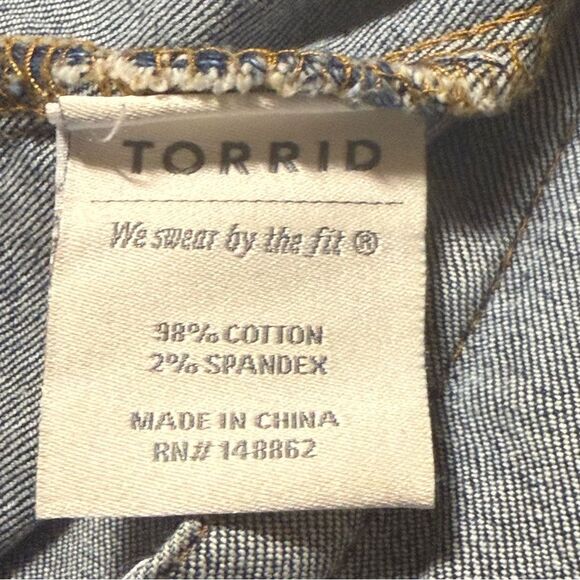 TORRID
We swear by the fit ®
98% COTTON
2% SPANDEX
MADE IN CHINA
RN# 148862